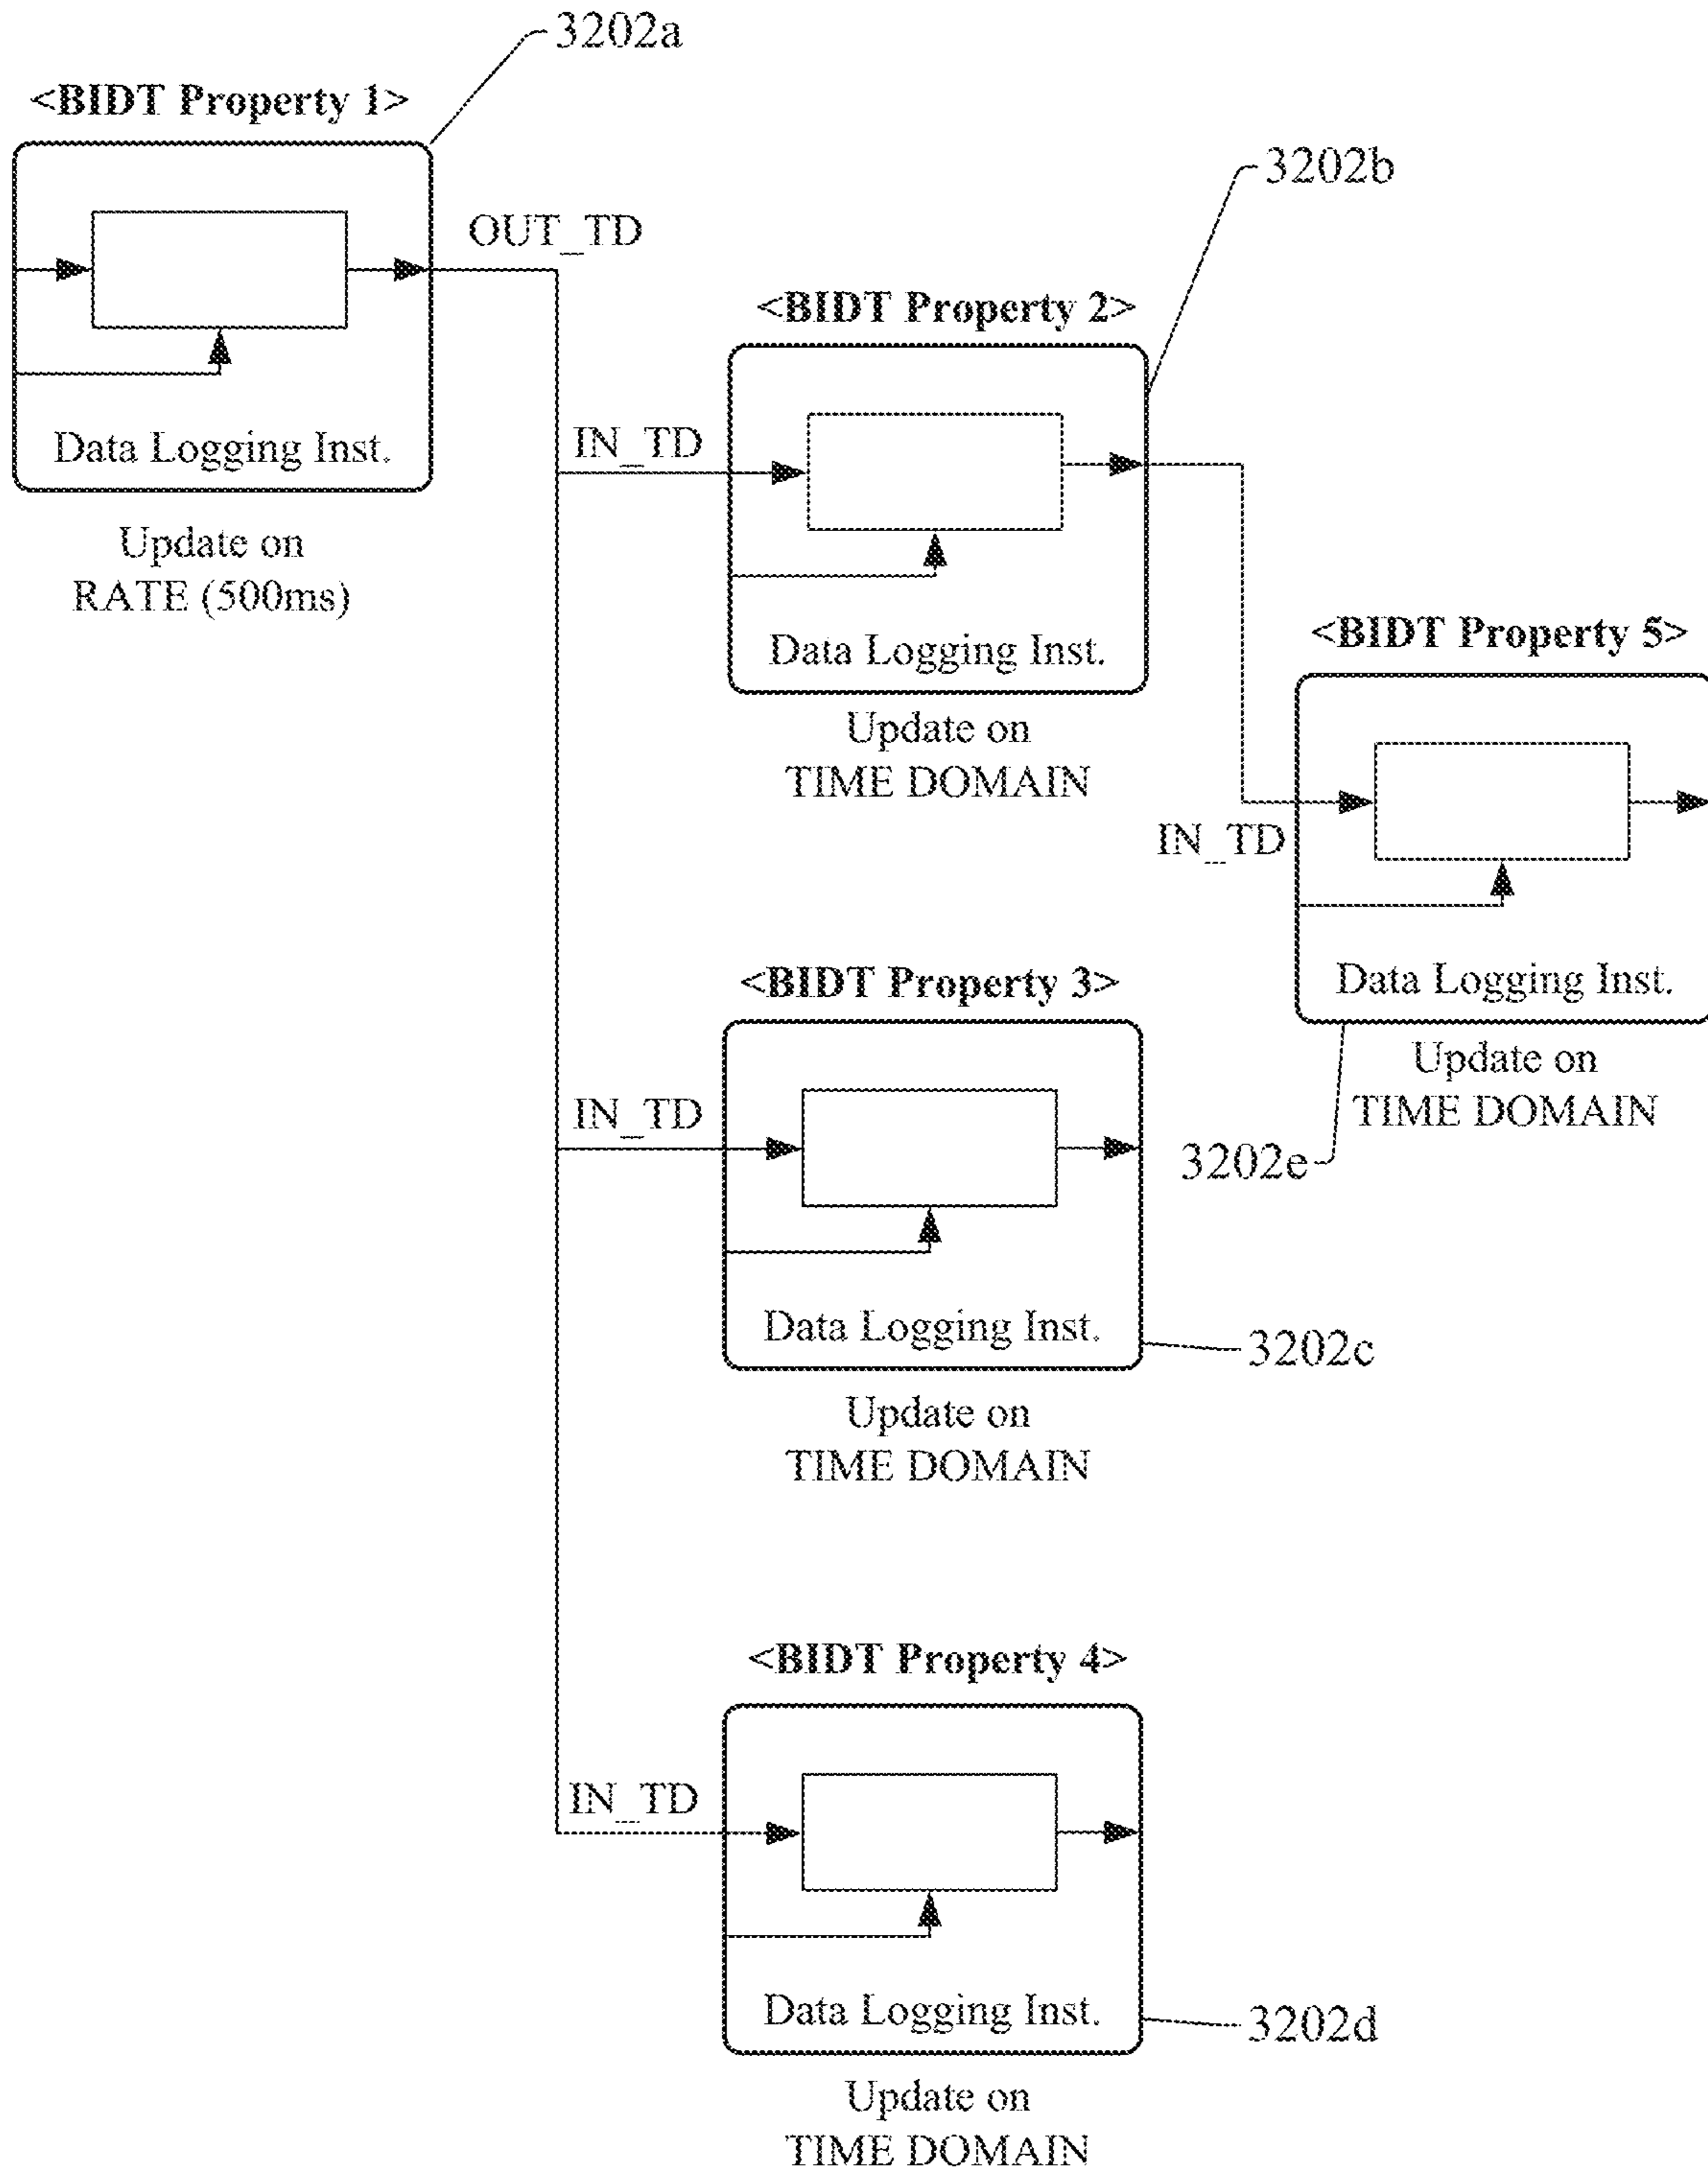 3202a
<BIDT Property 1>
OUT_TD
Data Logging Inst.
Update on
RATE (500ms)
3202b
<BIDT Property 2>
IN_TD
Data Logging Inst.
Update on
TIME DOMAIN
<BIDT Property 5>
IN_TD
Data Logging Inst.
Update on
TIME DOMAIN
3202e
<BIDT Property 3>
IN_TD
Data Logging Inst.
3202c
Update on
TIME DOMAIN
<BIDT Property 4>
IN_TD
Data Logging Inst.
3202d
Update on
TIME DOMAIN